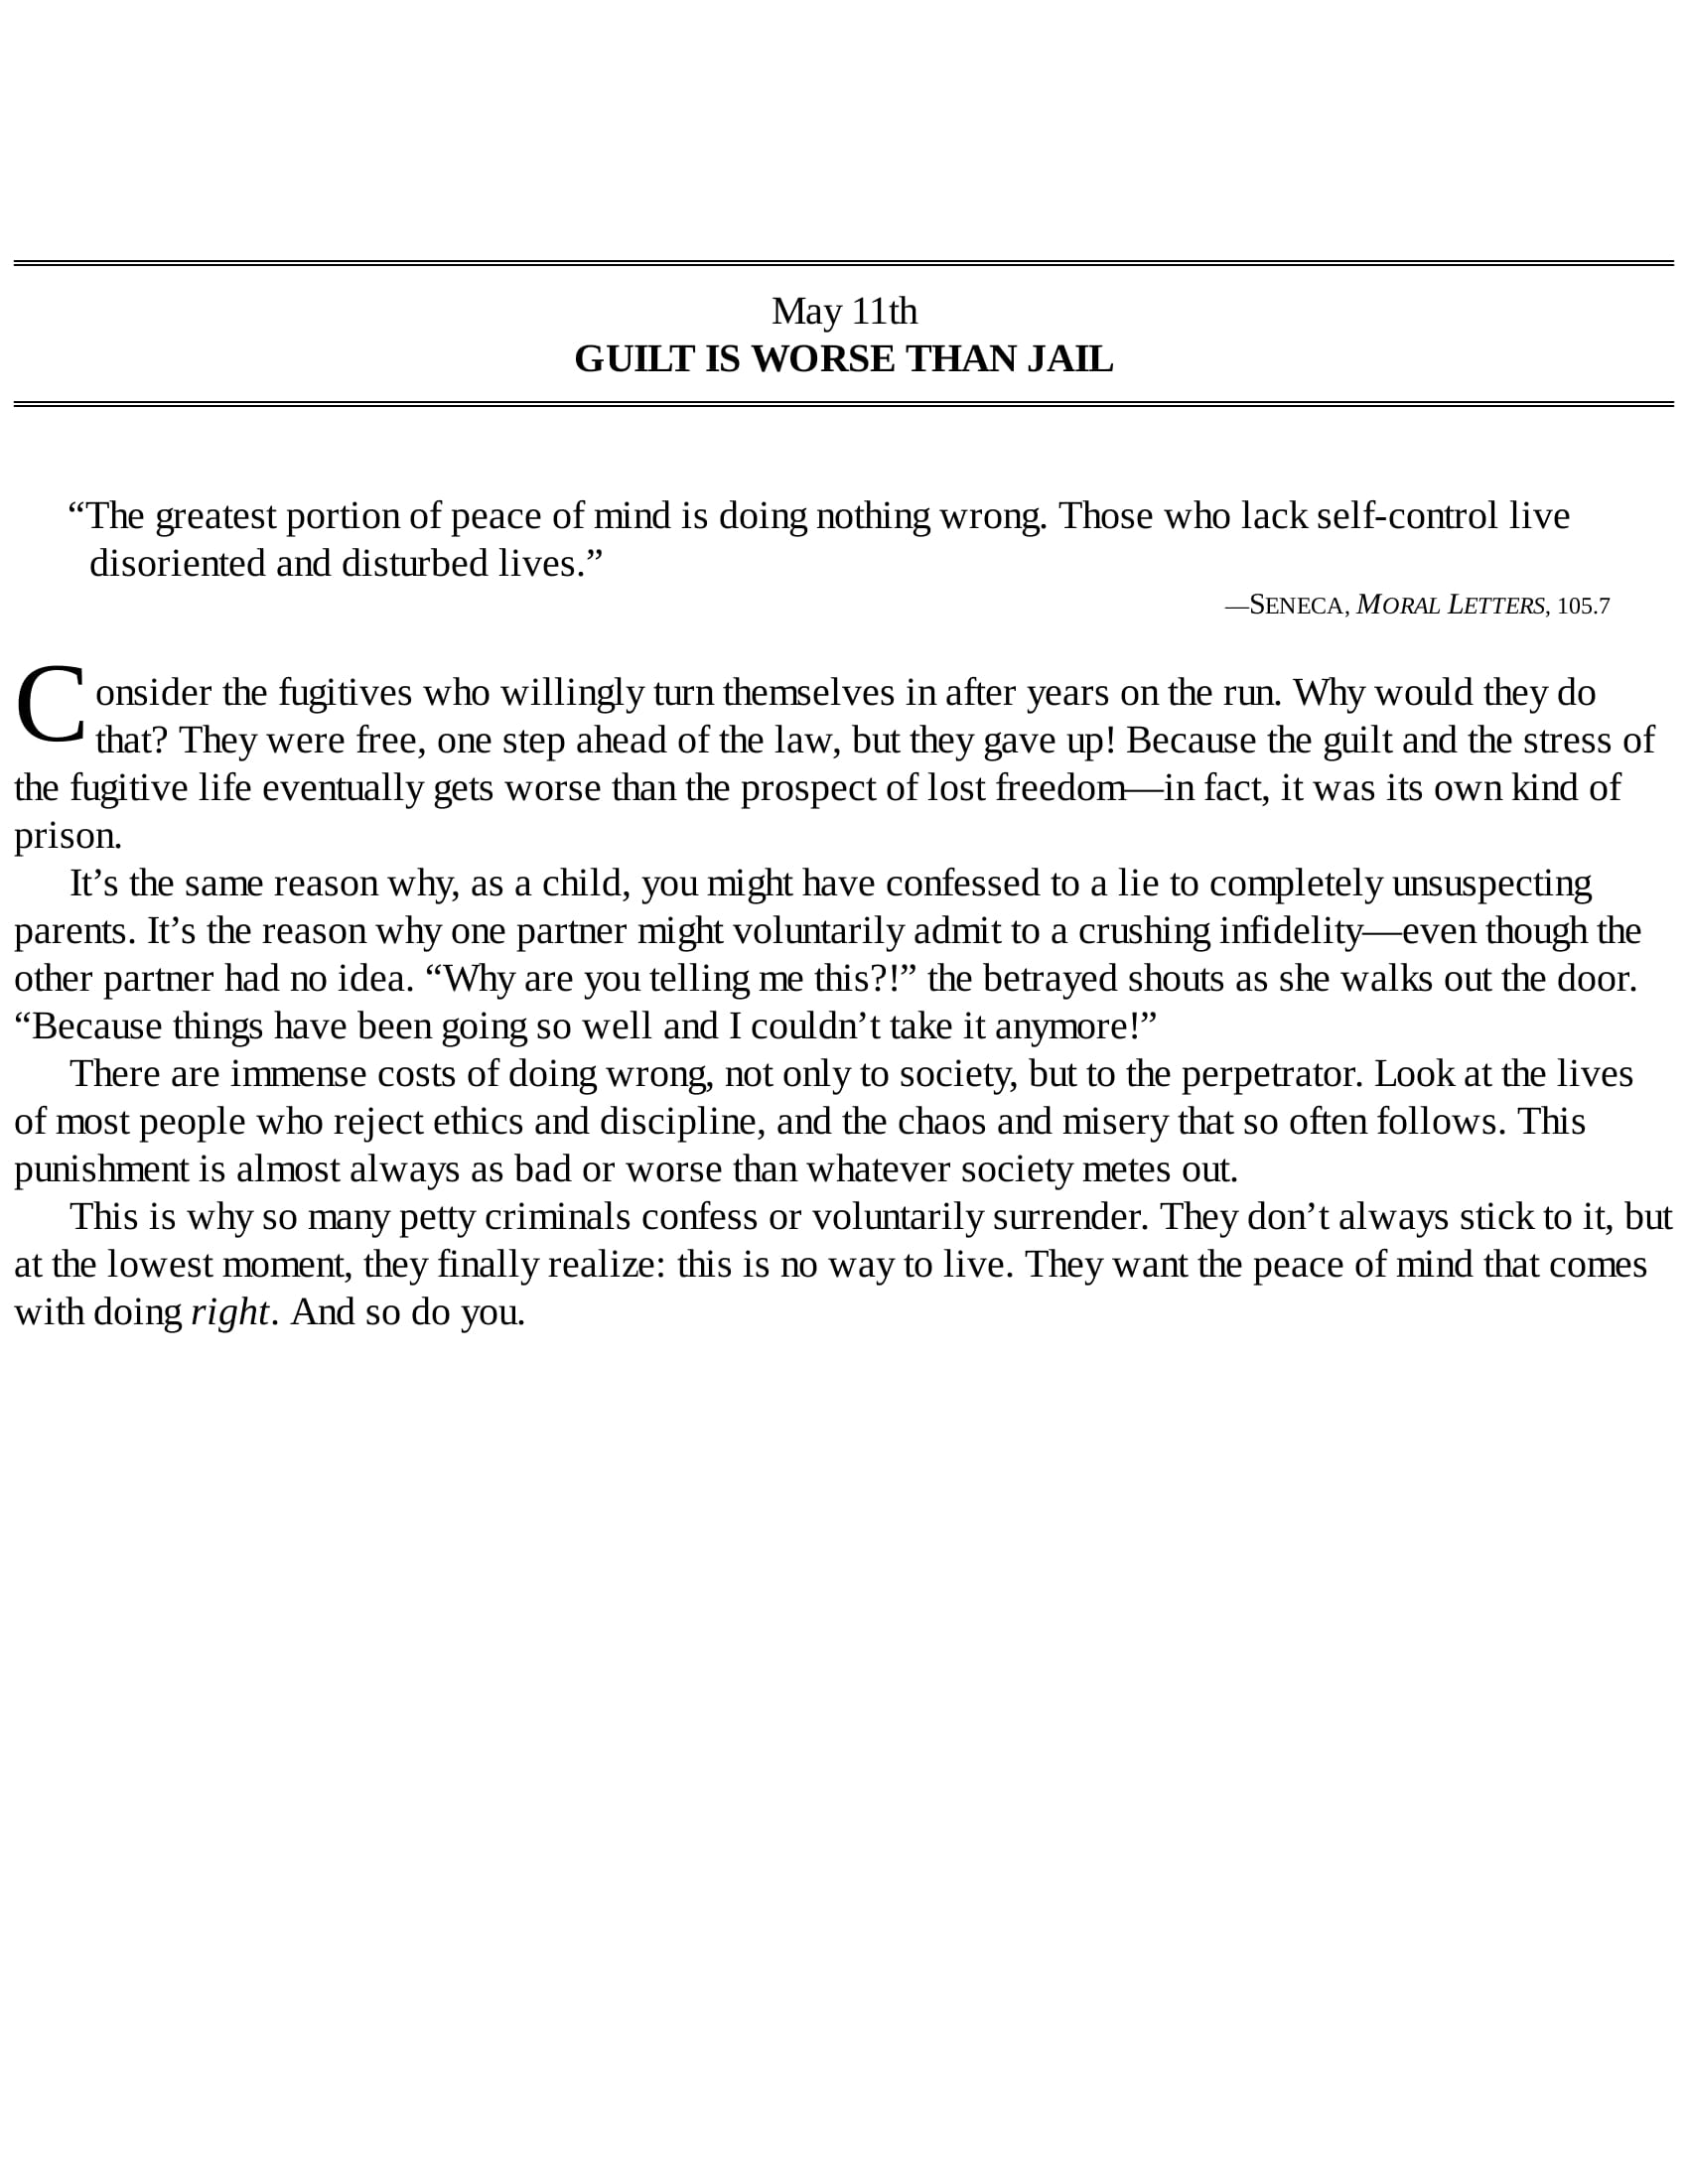 May 11th
GUILT IS WORSE THAN JAIL
“The greatest portion of peace of mind is doing nothing wrong. Those who lack self-control live
disoriented and disturbed lives.”
—SENECA, MORAL LETTERS, 105.7
Consider the fugitives who willingly turn themselves in after years on the run. Why would they do
that? They were free, one step ahead of the law, but they gave up! Because the guilt and the stress of
the fugitive life eventually gets worse than the prospect of lost freedom—in fact, it was its own kind of
prison.
It’s the same reason why, as a child, you might have confessed to a lie to completely unsuspecting
parents. It’s the reason why one partner might voluntarily admit to a crushing infidelity—even though the
other partner had no idea. “Why are you telling me this?!” the betrayed shouts as she walks out the door.
“Because things have been going so well and I couldn’t take it anymore!”
There are immense costs of doing wrong, not only to society, but to the perpetrator. Look at the lives
of most people who reject ethics and discipline, and the chaos and misery that so often follows. This
punishment is almost always as bad or worse than whatever society metes out.
This is why so many petty criminals confess or voluntarily surrender. They don’t always stick to it, but
at the lowest moment, they finally realize: this is no way to live. They want the peace of mind that comes
with doing right. And so do you.